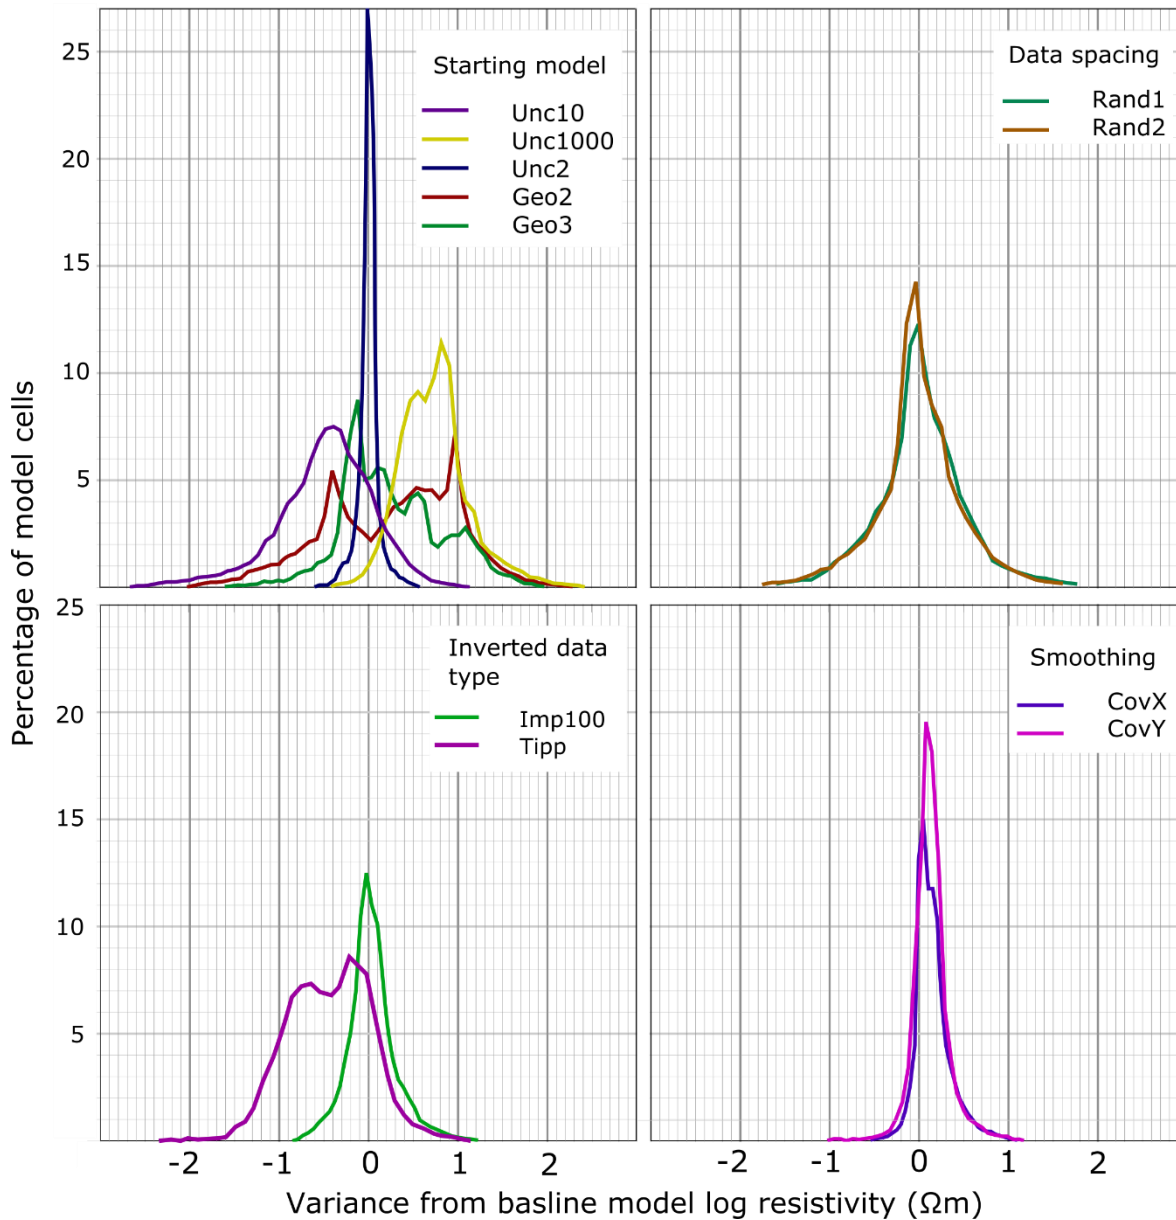 25
20
15
10
5
Starting model
Unc10
Unc1000
Unc2
Geo2
Geo3
Data spacing
Rand1
Rand2
Percentage of model cells
25
20
15
10
5
Inverted data
type
Imp100
Tipp
Smoothing
CovX
CovY
-2 -1 0 1 2
-2 -1 0 1 2
Variance from basline model log resistivity (Ωm)